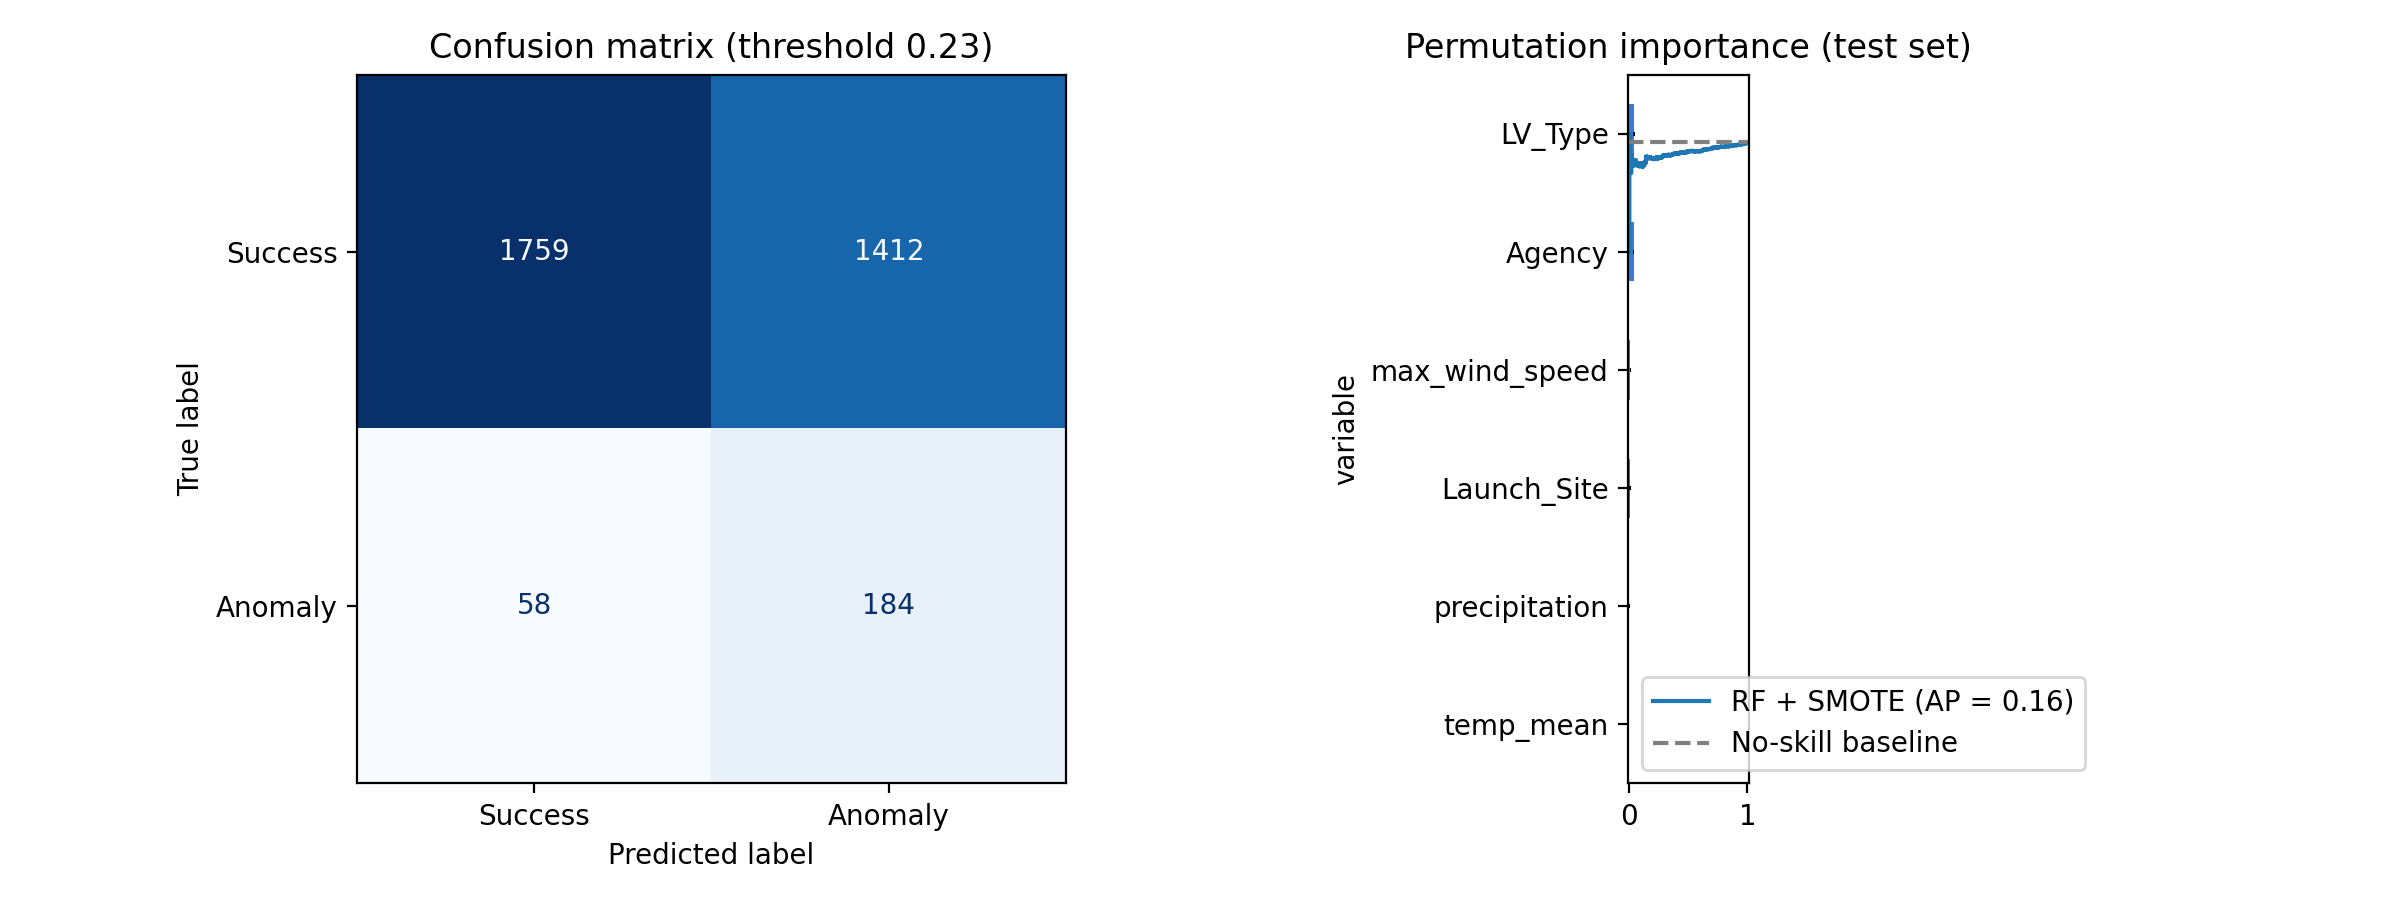 Confusion matrix (threshold 0.23)
True label
Success
Anomaly
1759
1412
58
184
Success
Anomaly
Predicted label
Permutation importance (test set)
variable
LV_Type
Agency
max_wind_speed
Launch_Site
precipitation
temp_mean
RF + SMOTE (AP = 0.16)
No-skill baseline
0
1